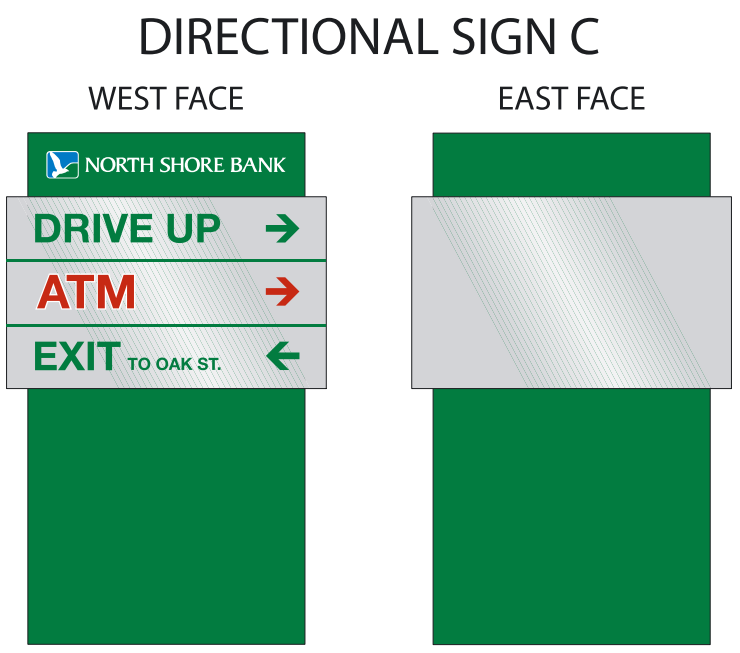 DIRECTIONAL SIGN C
WEST FACE
EAST FACE
NORTH SHORE BANK
DRIVE UP →
ATM →
EXIT TO OAK ST. ←